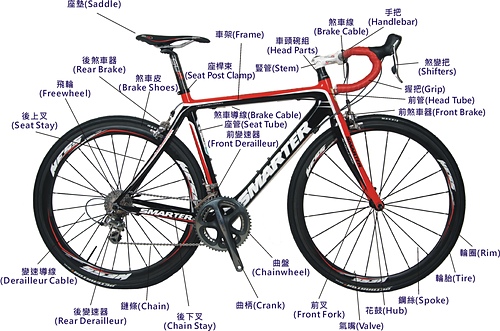 座墊(Saddle)
手把
(Handlebar)
煞車線
(Brake Cable)
車架(Frame)
車頭碗組
(Head Parts)
豎管(Stem)
煞變把
(Shifters)
後煞車器
(Rear Brake)
座桿束
(Seat Post Clamp)
煞車皮
(Brake Shoes)
飛輪
(Freewheel)
握把(Grip)
前管(Head Tube)
前煞車器(Front Brake)
後上叉
(Seat Stay)
煞車導線(Brake Cable)
座管(Seat Tube)
前變速器
(Front Derailleur)
SMARTER
SMARTER
曲盤
(Chainwheel)
輪圈(Rim)
變速導線
(Derailleur Cable)
輪胎(Tire)
鋼絲(Spoke)
後變速器
(Rear Derailleur)
鏈條(Chain)
後下叉
(Chain Stay)
曲柄(Crank)
前叉
(Front Fork)
花鼓(Hub)
氣嘴(Valve)